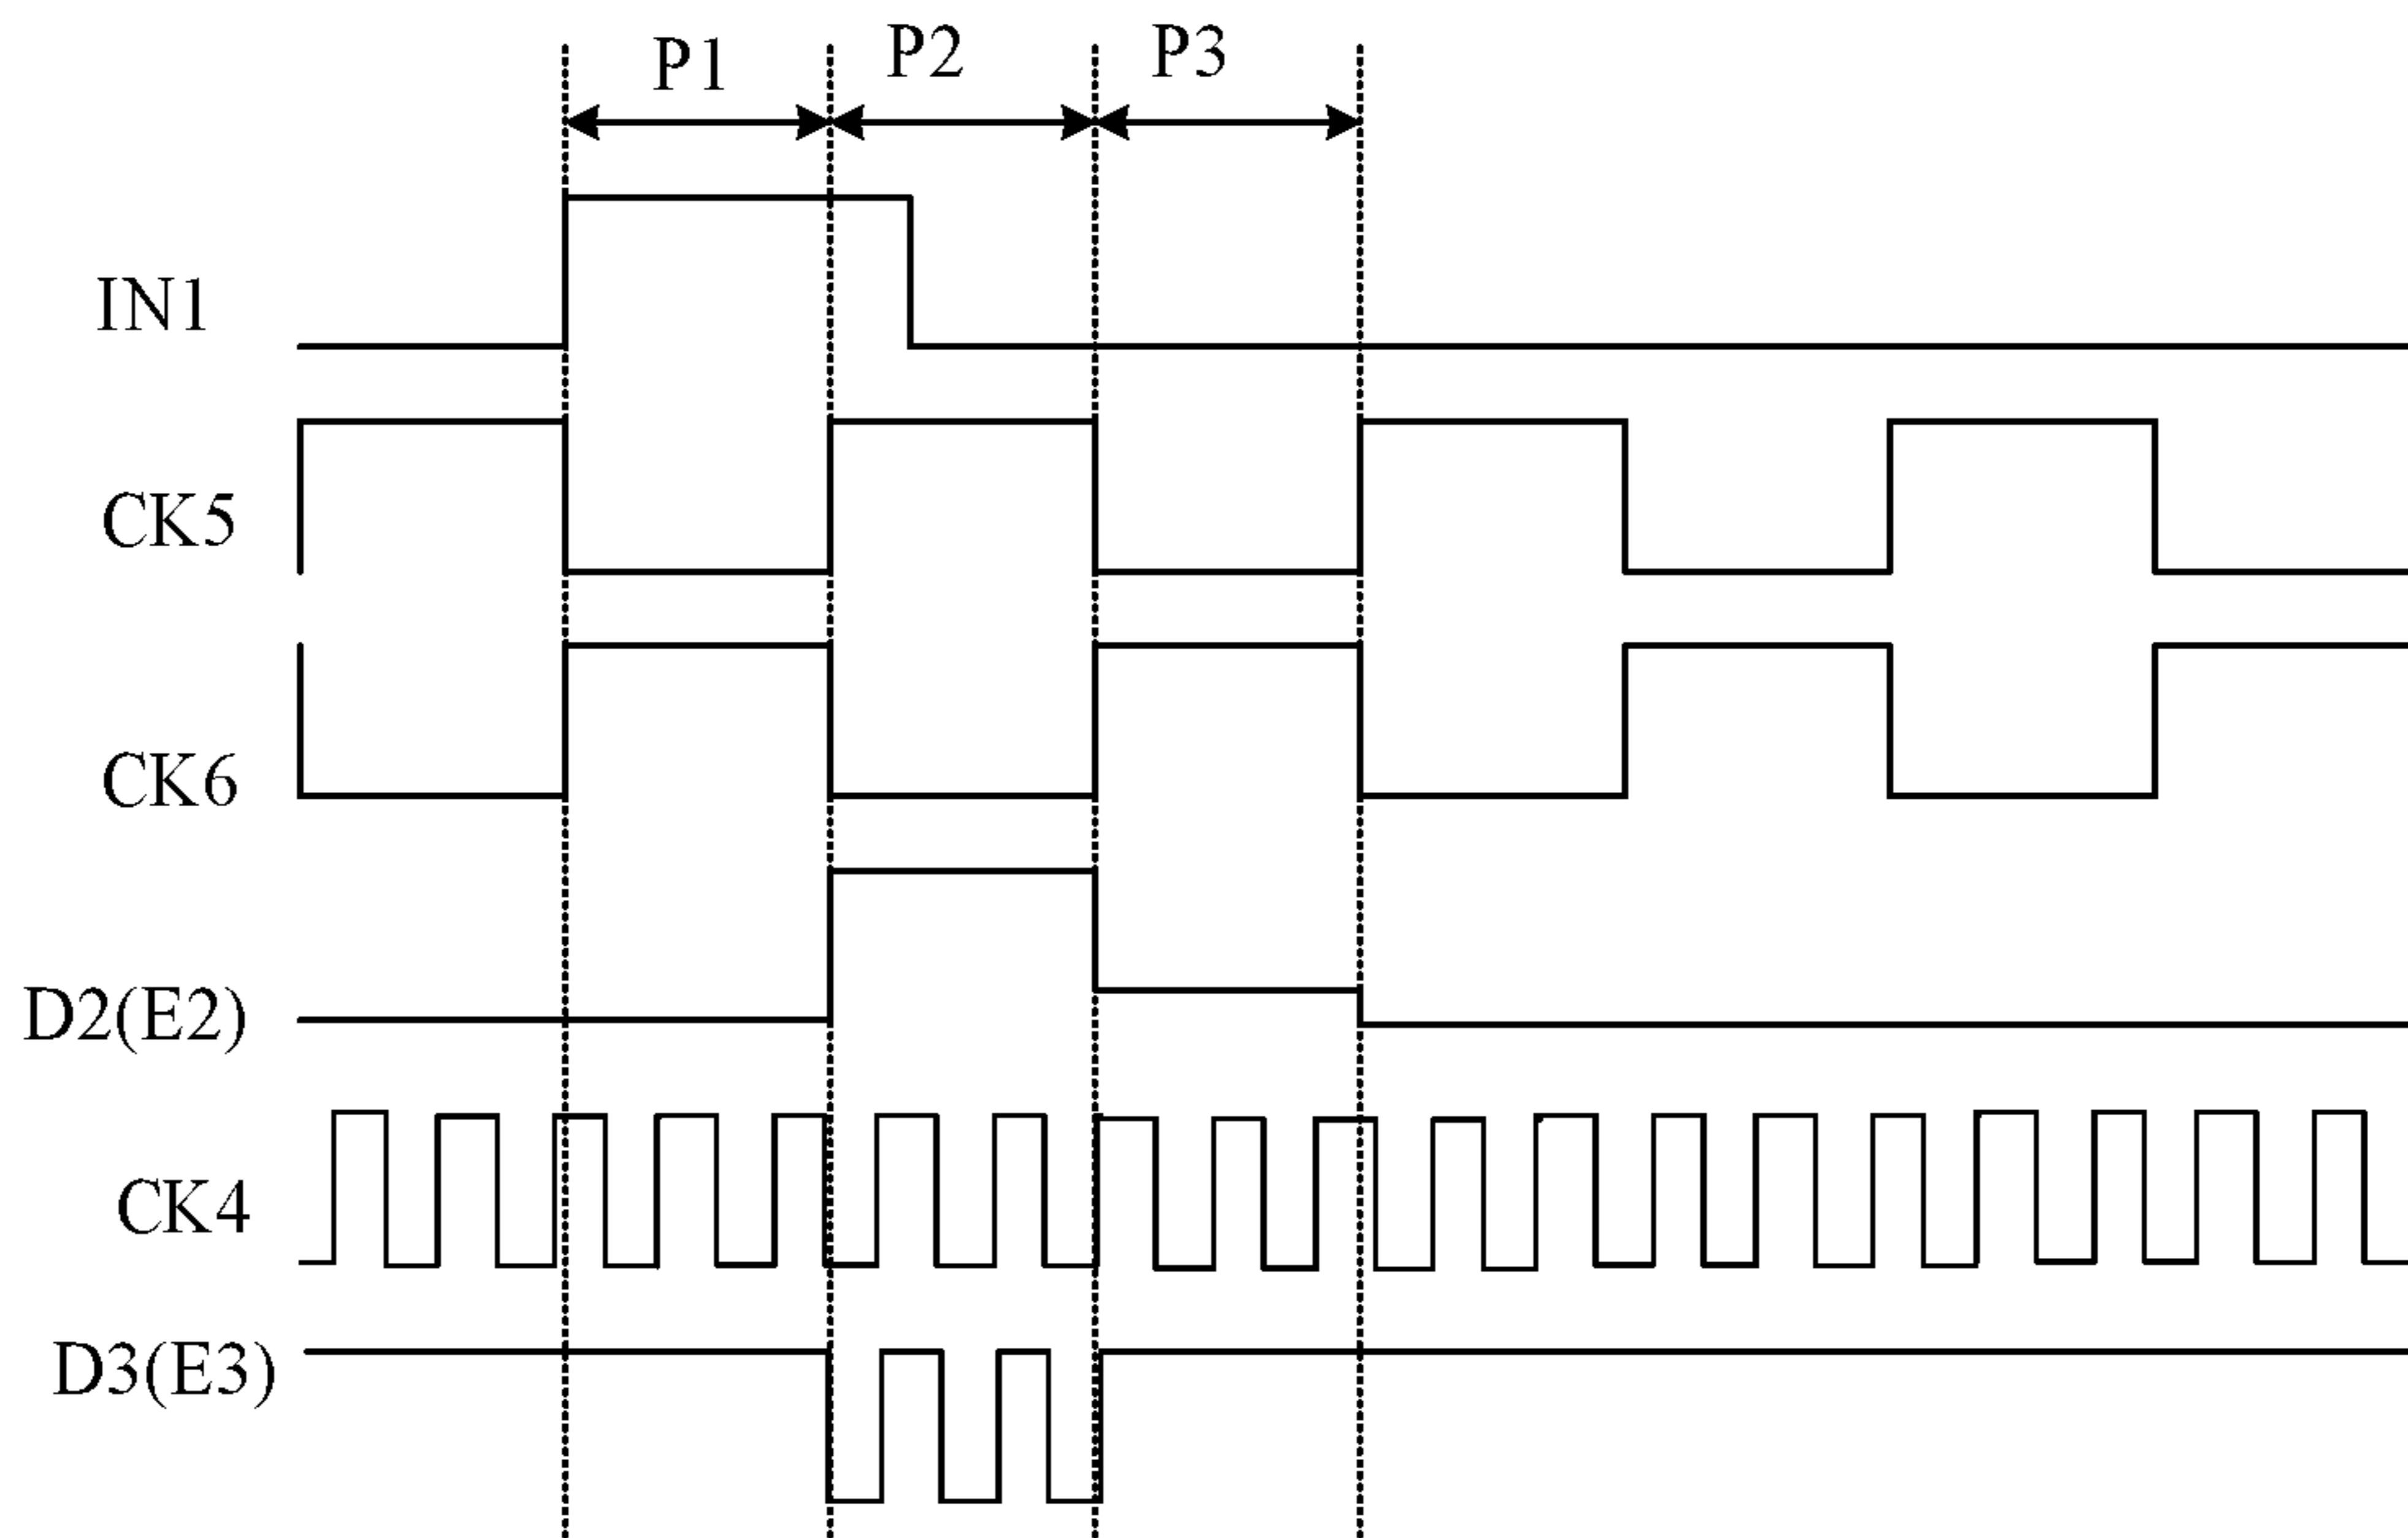 P1
P2
P3
IN1
CK5
CK6
D2(E2)
CK4
D3(E3)